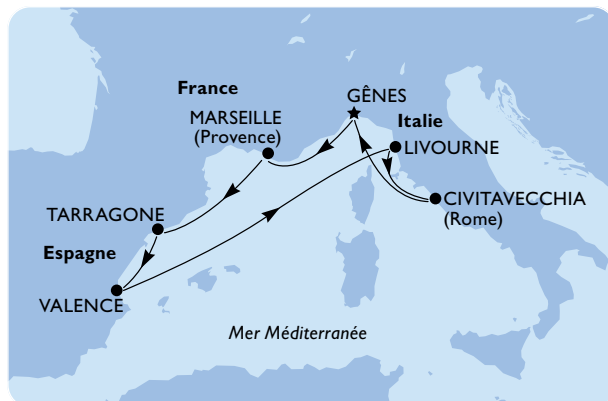 France
GÊNES
MARSEILLE
(Provence)
Italie
LIVOURNE
CIVITAVECCHIA
(Rome)
TARRAGONE
Espagne
VALENCE
Mer Méditerranée